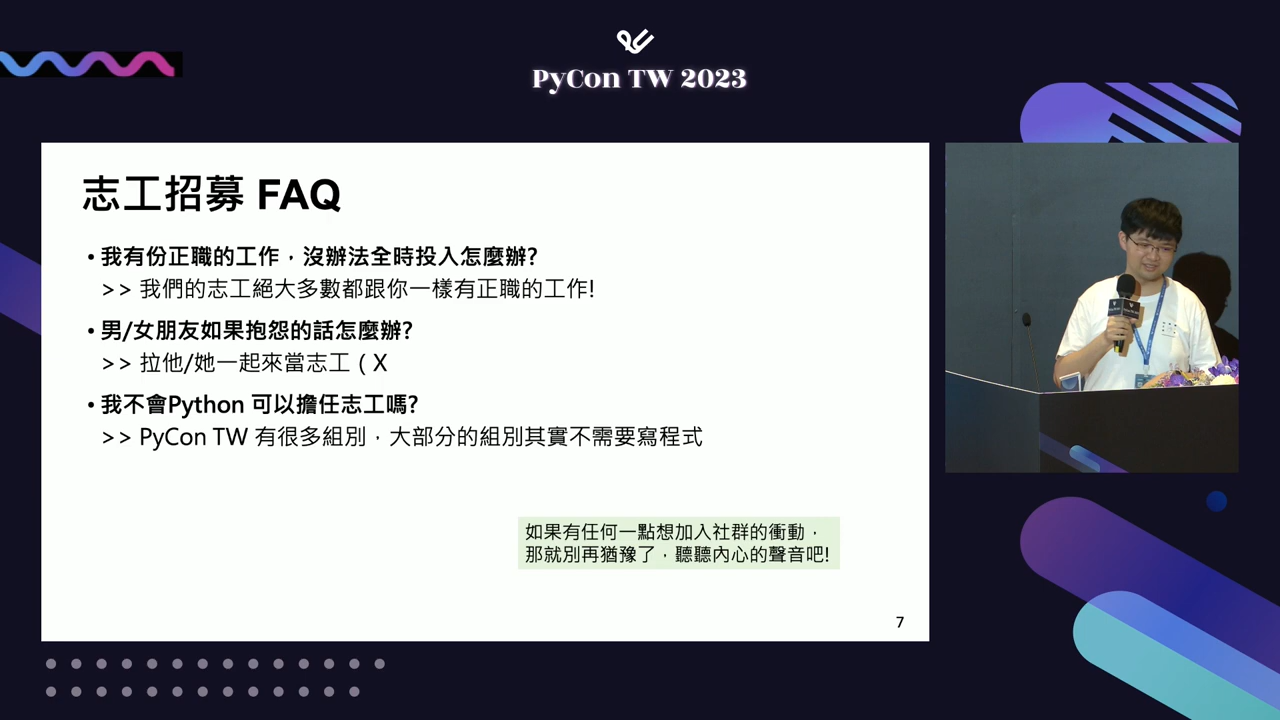 PyCon TW 2023
志工招募 FAQ
• 我有份正職的工作，沒辦法全時投入怎麼辦?
>> 我們的志工絕大多數都跟你一樣有正職的工作!
• 男/女朋友如果抱怨的話怎麼辦?
>> 拉他/她一起來當志工 ( X
• 我不會Python 可以擔任志工嗎?
>> PyCon TW 有很多組別，大部分的組別其實不需要寫程式
如果有任何一點想加入社群的衝動，
那就別再猶豫了，聽聽內心的聲音吧!
7